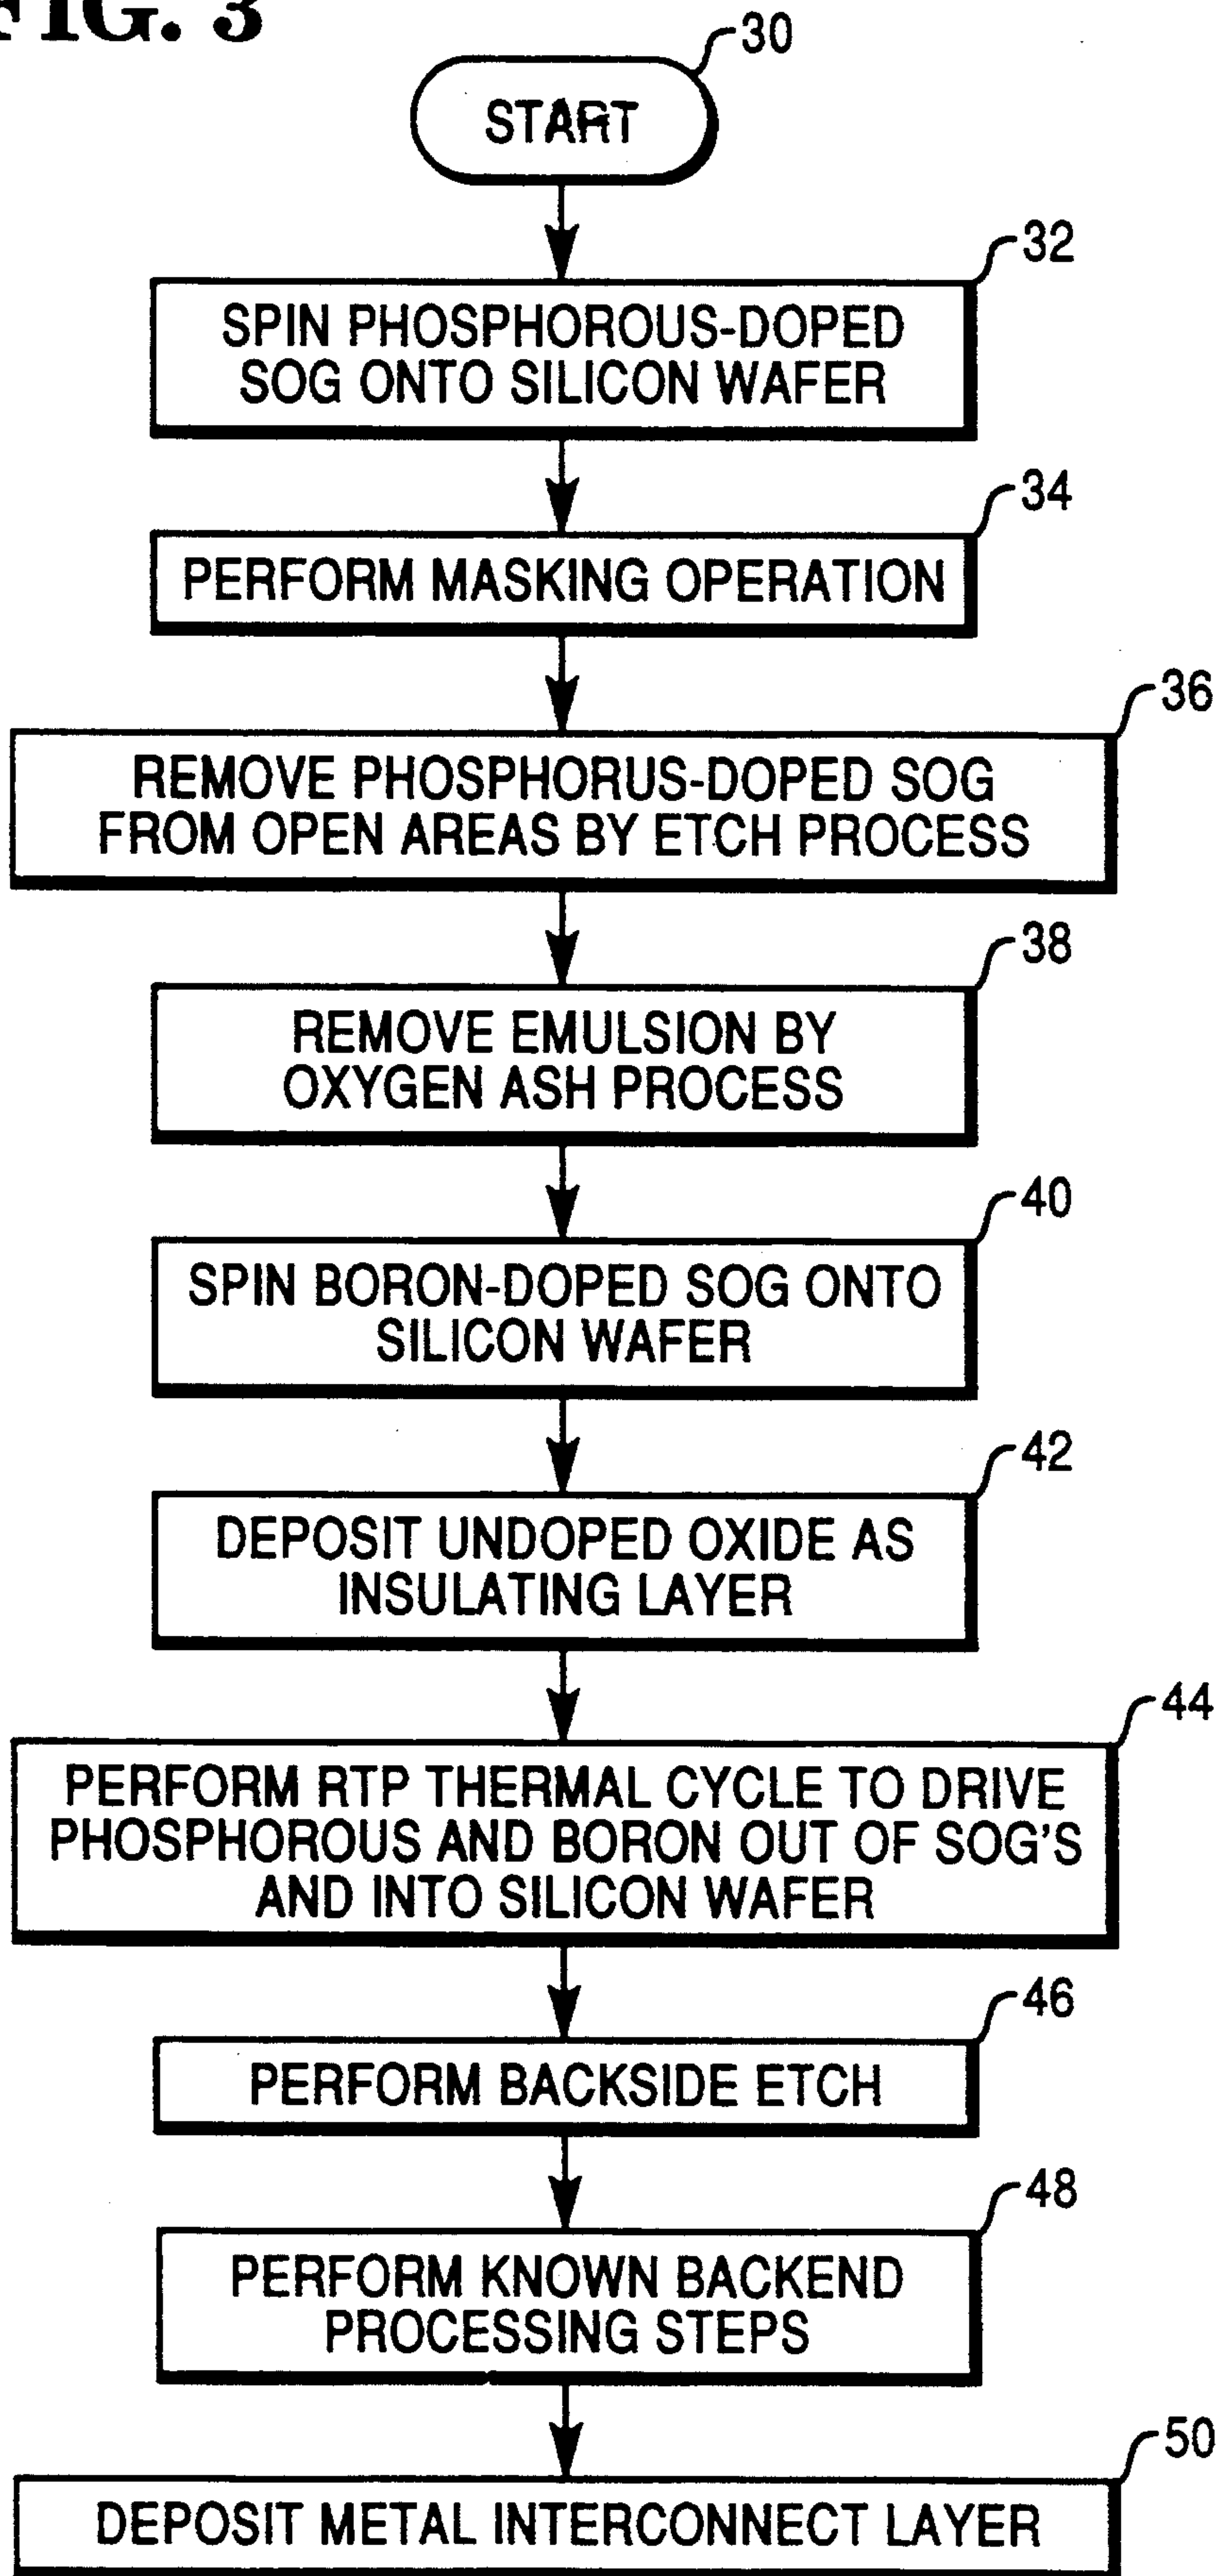 FIG. 3
30
START
32
SPIN PHOSPHOROUS-DOPED
SOG ONTO SILICON WAFER
34
PERFORM MASKING OPERATION
36
REMOVE PHOSPHORUS-DOPED SOG
FROM OPEN AREAS BY ETCH PROCESS
38
REMOVE EMULSION BY
OXYGEN ASH PROCESS
40
SPIN BORON-DOPED SOG ONTO
SILICON WAFER
42
DEPOSIT UNDOPED OXIDE AS
INSULATING LAYER
44
PERFORM RTP THERMAL CYCLE TO DRIVE
PHOSPHOROUS AND BORON OUT OF SOG'S
AND INTO SILICON WAFER
46
PERFORM BACKSIDE ETCH
48
PERFORM KNOWN BACKEND
PROCESSING STEPS
50
DEPOSIT METAL INTERCONNECT LAYER